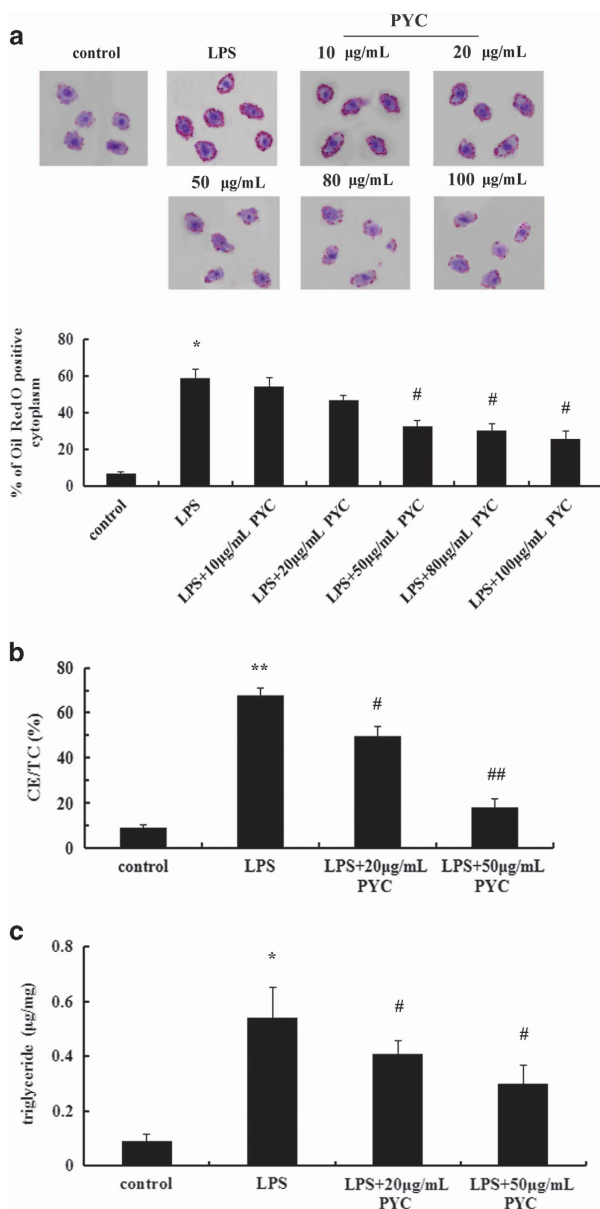 a
PYC
control LPS 10 μg/mL 20 μg/mL
50 μg/mL 80 μg/mL 100 μg/mL
% of Oil Red O positive
cytoplasm
80
60
40
20
0
*
#
#
#
control
LPS
LPS+10μg/mL PYC
LPS+20μg/mL PYC
LPS+50μg/mL PYC
LPS+80μg/mL PYC
LPS+100μg/mL PYC
b
CE/TC (%)
80
60
40
20
0
**
#
##
control LPS LPS+20μg/mL LPS+50μg/mL
PYC PYC
c
triglyceride (μg/mg)
0.8
0.6
0.4
0.2
0
*
#
#
control LPS LPS+20μg/mL LPS+50μg/mL
PYC PYC